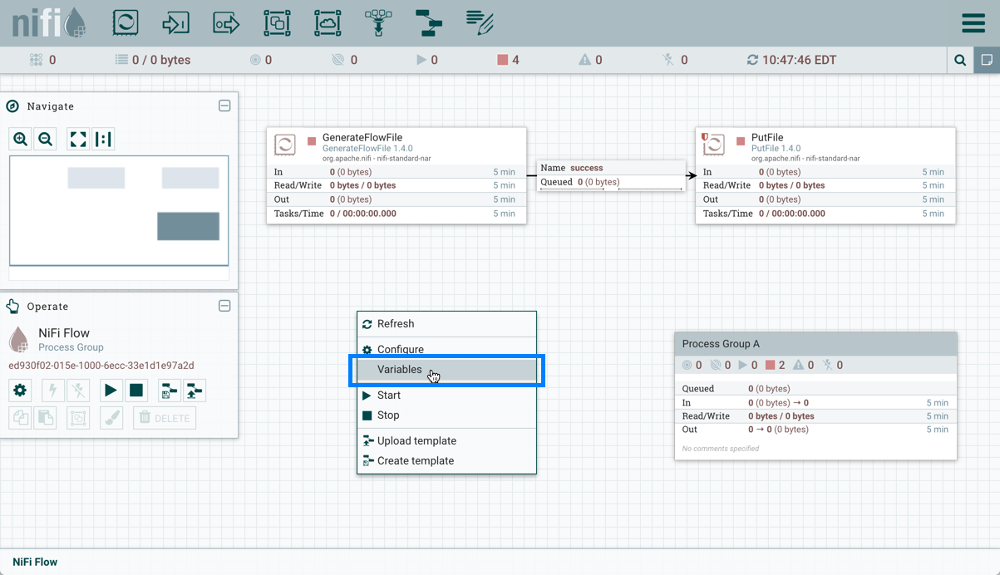 nifi
0
0 / 0 bytes
0
0
0
4
0
0
10:47:46 EDT
Navigate
GenerateFlowFile
GenerateFlowFile 1.4.0
org.apache.nifi - nifi-standard-nar
In 0 (0 bytes) 5 min
Read/Write 0 bytes / 0 bytes 5 min
Out 0 (0 bytes) 5 min
Tasks/Time 0 / 00:00:00.000 5 min
Name success
Queued 0 (0 bytes)
PutFile
PutFile 1.4.0
org.apache.nifi - nifi-standard-nar
In 0 (0 bytes) 5 min
Read/Write 0 bytes / 0 bytes 5 min
Out 0 (0 bytes) 5 min
Tasks/Time 0 / 00:00:00.000 5 min
Operate
NiFi Flow
Process Group
ed930f02-015e-1000-6ecc-33e1d1e97a2d
DELETE
Refresh
Configure
Variables
Start
Stop
Upload template
Create template
Process Group A
0 0 0 2 0 0
Queued 0 (0 bytes)
In 0 (0 bytes) → 0 5 min
Read/Write 0 bytes / 0 bytes 5 min
Out 0 → 0 (0 bytes) 5 min
No comments specified
NiFi Flow